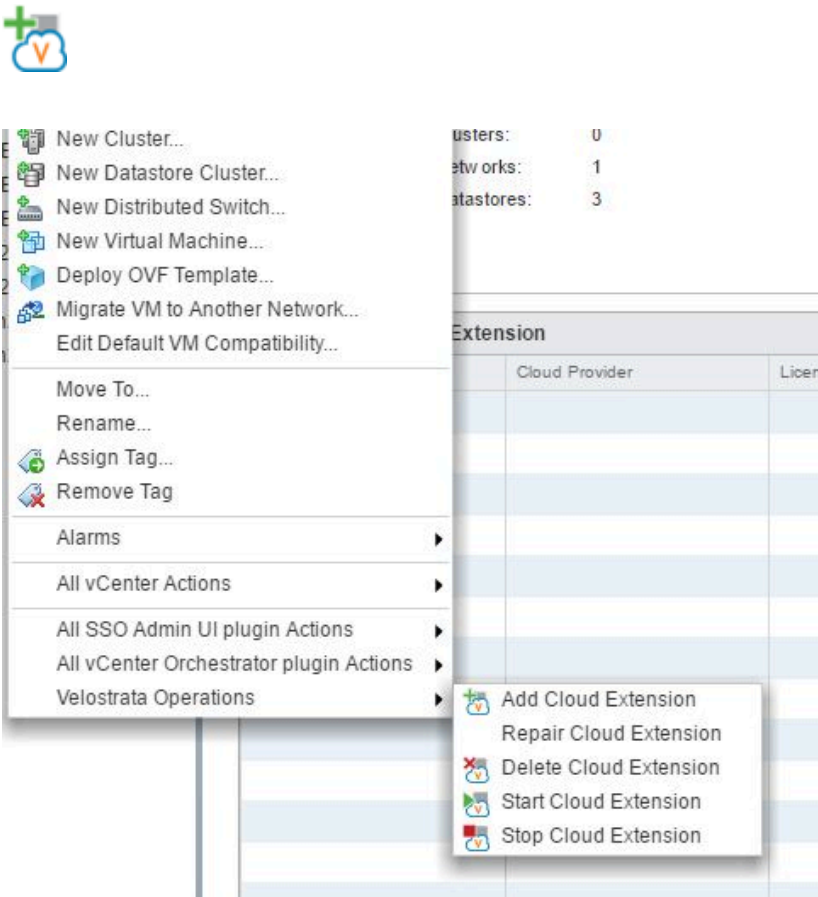 V
New Cluster...
usters: 0
New Datastore Cluster...
etworks: 1
New Distributed Switch...
atastores: 3
New Virtual Machine...
Deploy OVF Template...
Migrate VM to Another Network...
Edit Default VM Compatibility...
Extension
Cloud Provider
Licen
Move To...
Rename...
Assign Tag...
Remove Tag
Alarms
All vCenter Actions
All SSO Admin UI plugin Actions
All vCenter Orchestrator plugin Actions
Velostrata Operations
Add Cloud Extension
Repair Cloud Extension
Delete Cloud Extension
Start Cloud Extension
Stop Cloud Extension